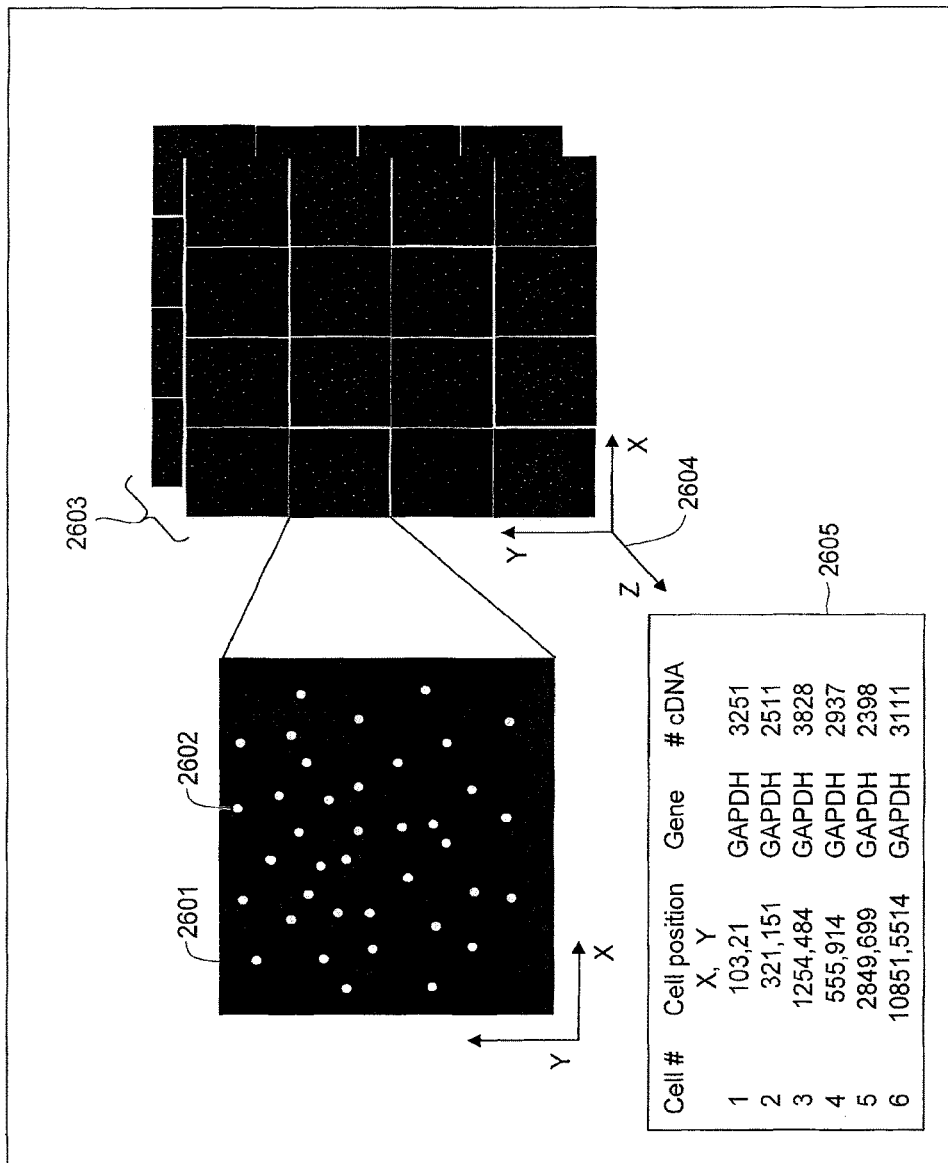 2601
2602
2603
Y
X
Y
X
Z
2604
2605
Cell # Cell position Gene # cDNA
X, Y
1 103,21 GAPDH 3251
2 321,151 GAPDH 2511
3 1254,484 GAPDH 3828
4 555,914 GAPDH 2937
5 2849,699 GAPDH 2398
6 10851,5514 GAPDH 3111